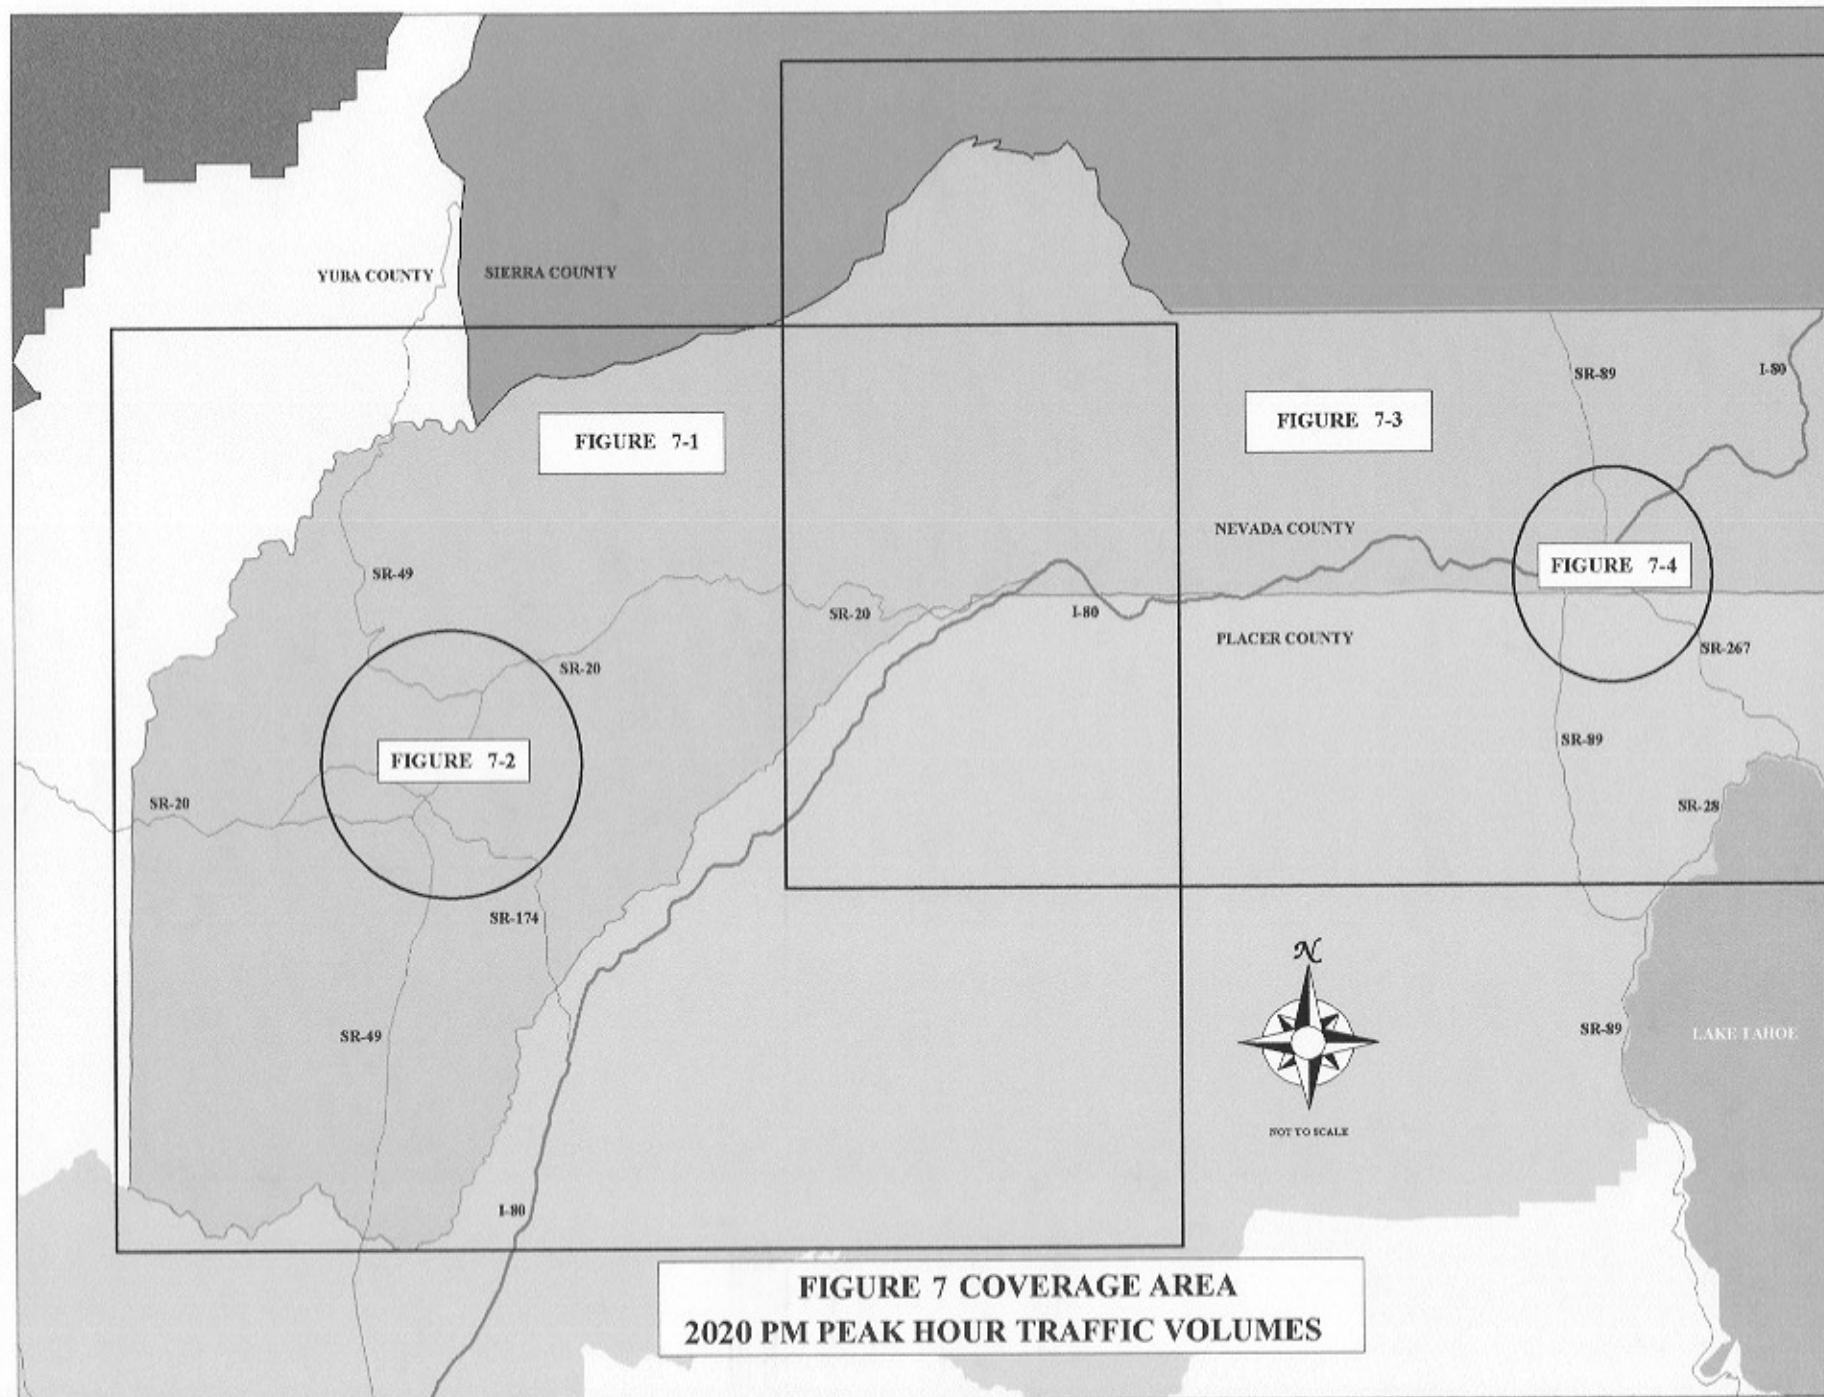 YUBA COUNTY
SIERRA COUNTY
SR-89
I-80
FIGURE 7-3
FIGURE 7-1
NEVADA COUNTY
FIGURE 7-4
SR-49
SR-20
I-80
PLACER COUNTY
SR-267
SR-20
SR-89
FIGURE 7-2
SR-20
SR-28
SR-174
N
SR-49
SR-89
LAKE TAHOE
NOT TO SCALE
I-80
FIGURE 7 COVERAGE AREA
2020 PM PEAK HOUR TRAFFIC VOLUMES